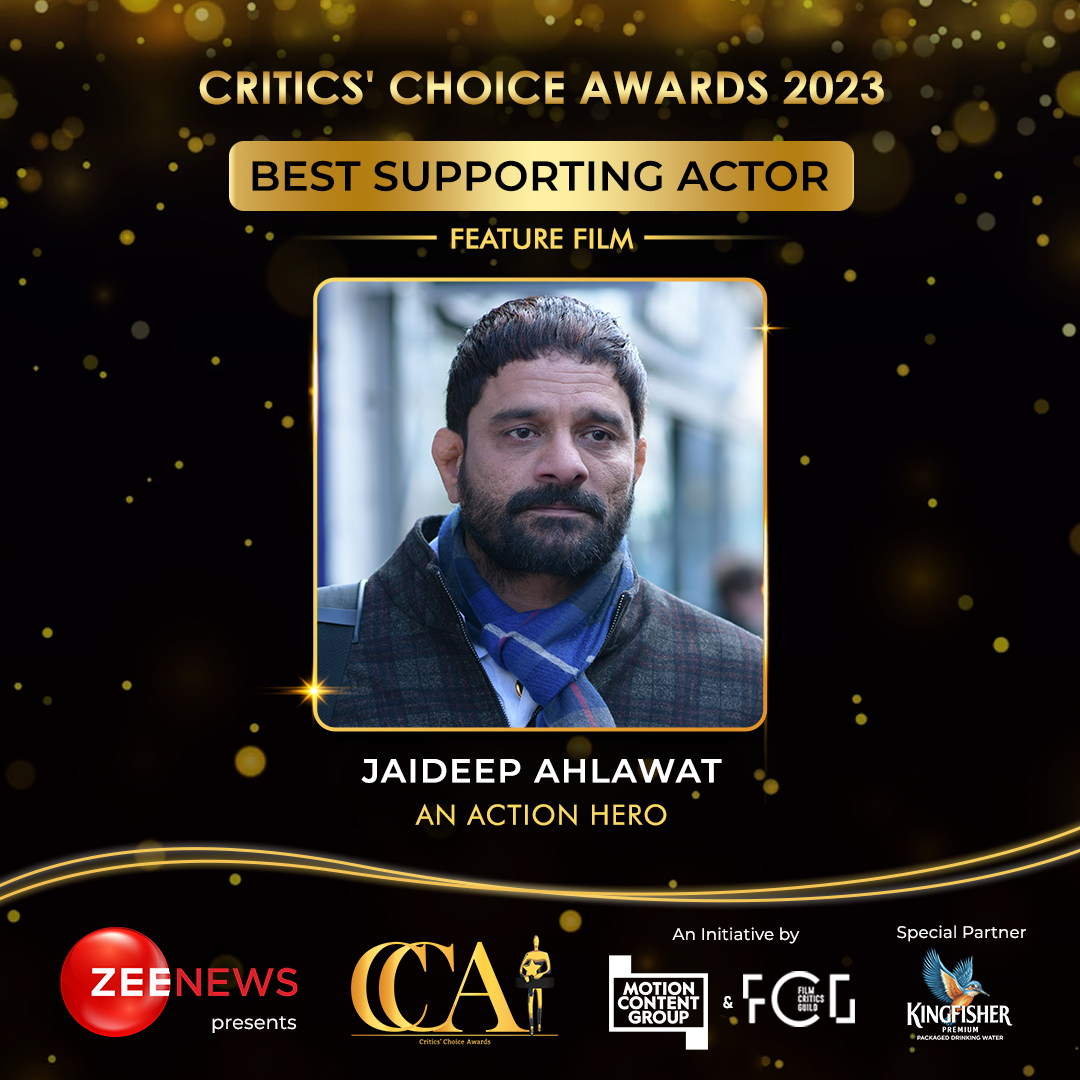 CRITICS' CHOICE AWARDS 2023
BEST SUPPORTING ACTOR
FEATURE FILM
JAIDEEP AHLAWAT
AN ACTION HERO
ZEENEWS
presents
CCA
Critics' Choice Awards
An Initiative by
MOTION
CONTENT
GROUP
&
FCG
FILM
CRITICS
GUILD
Special Partner
KINGFISHER
PREMIUM
PACKAGED DRINKING WATER